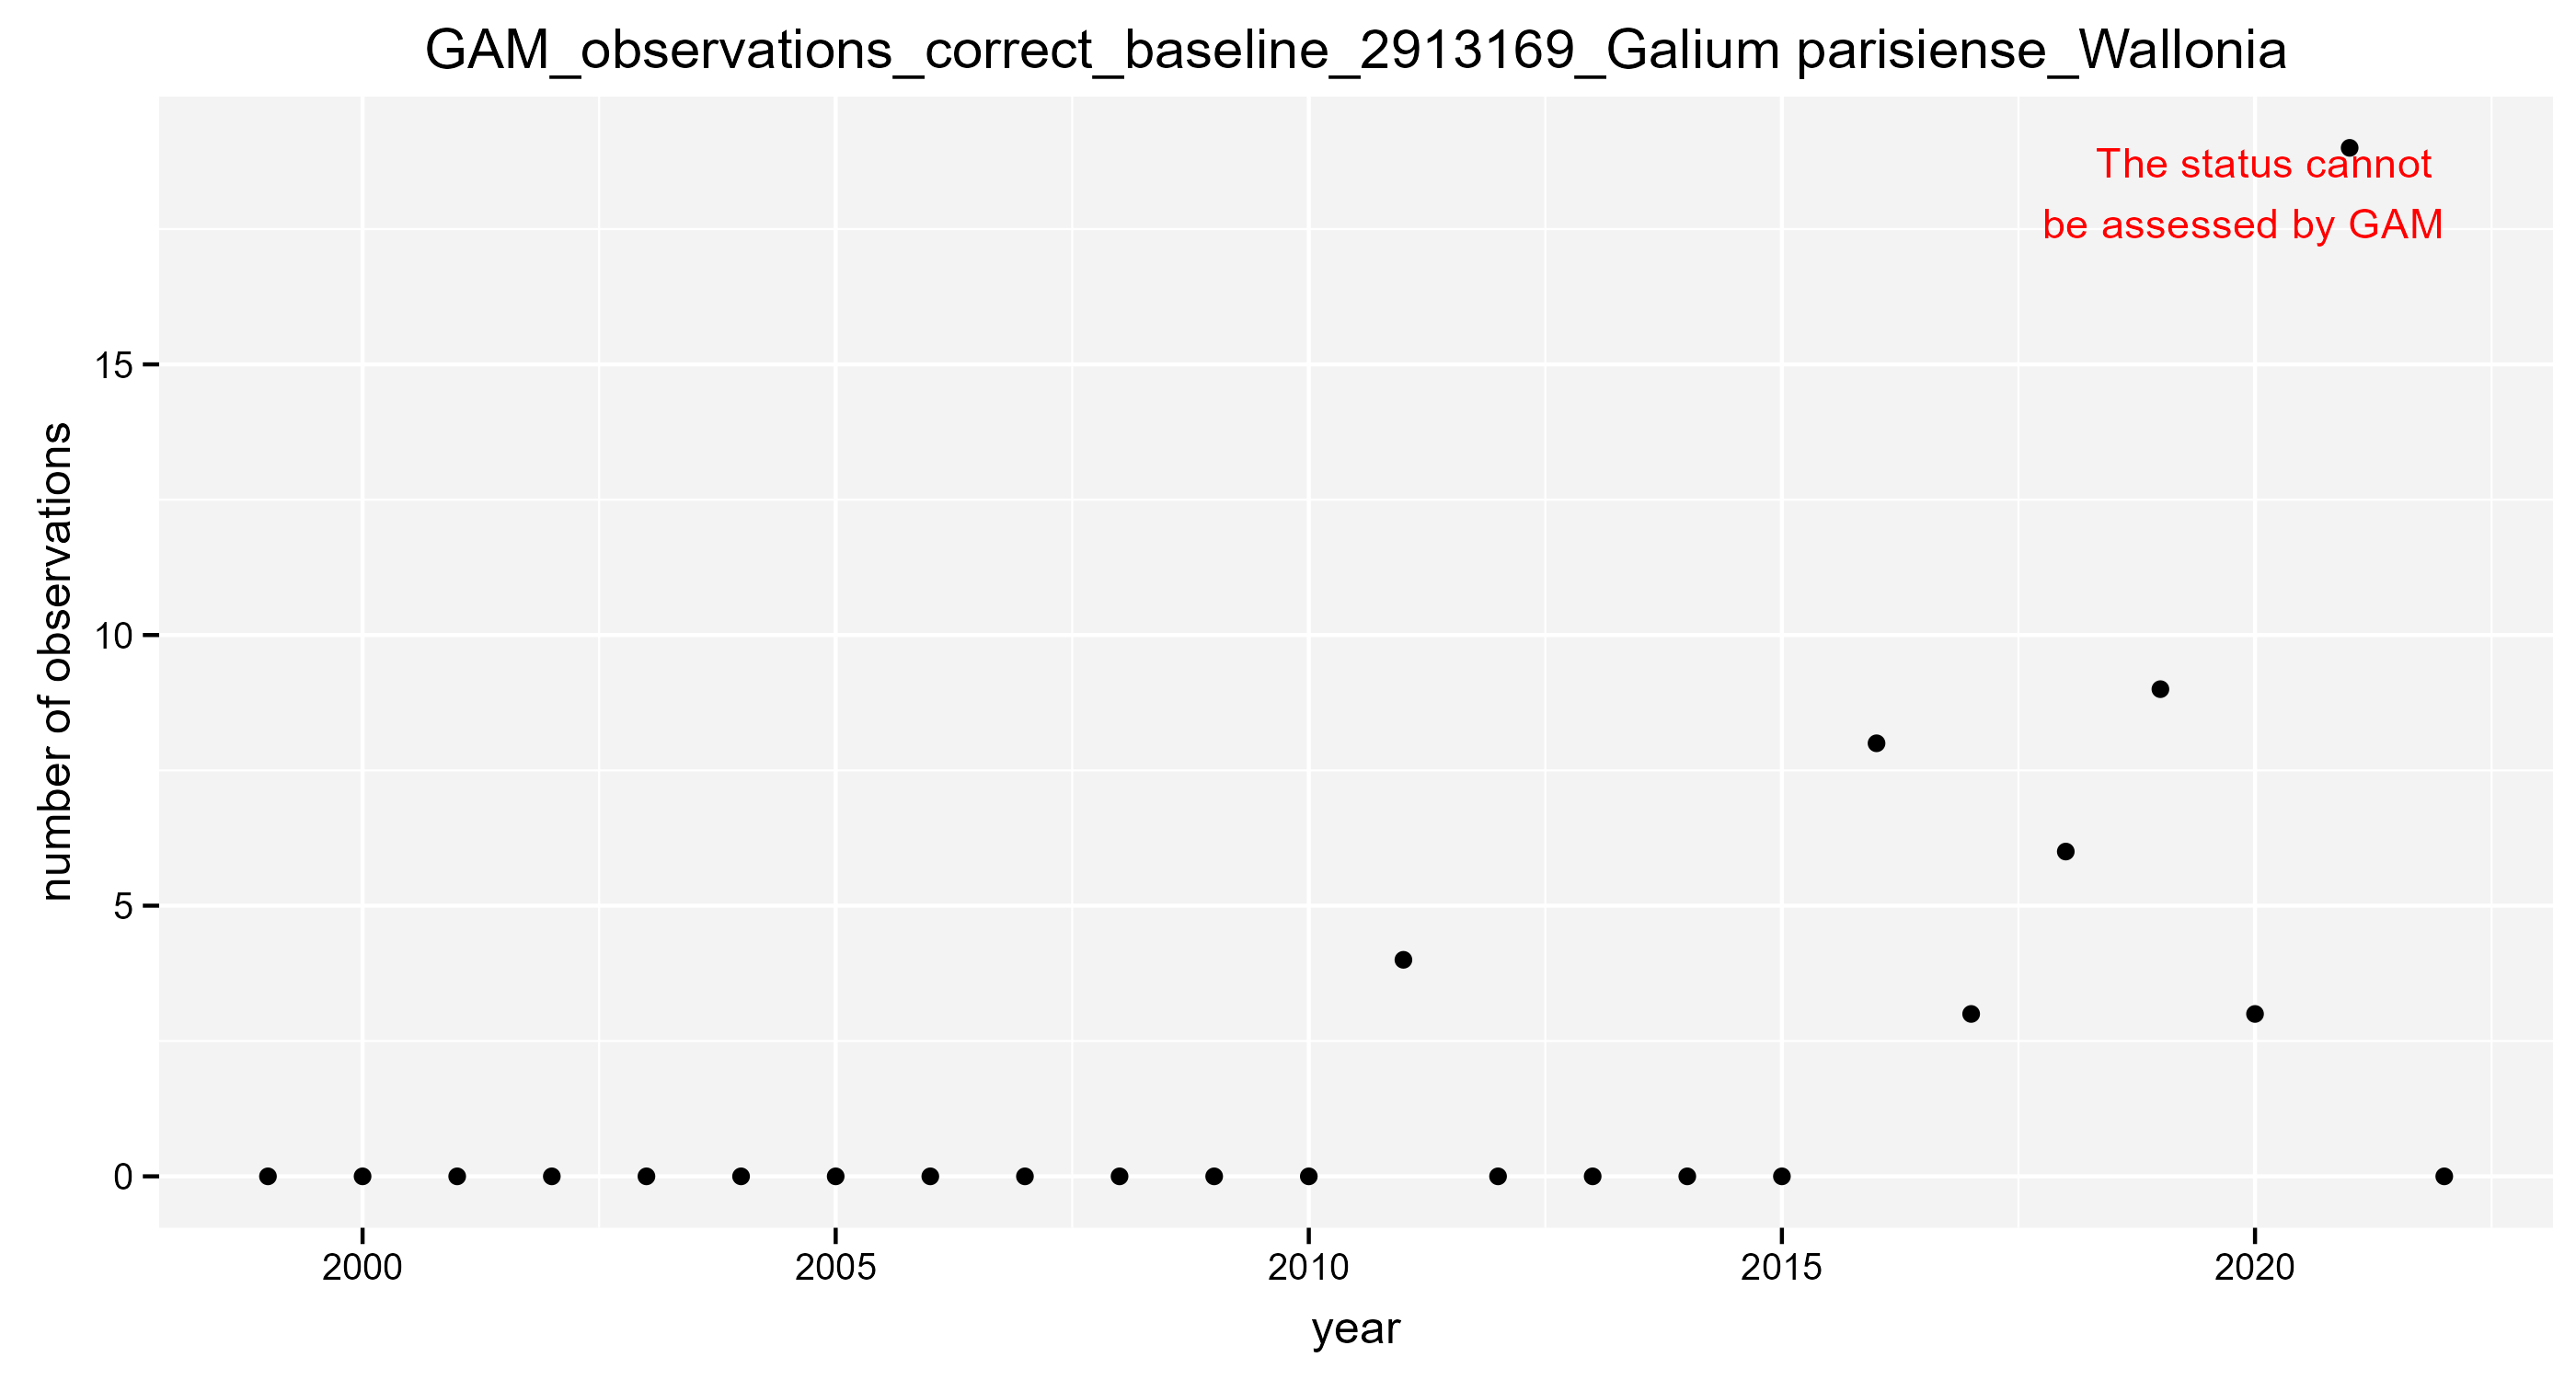 GAM_observations_correct_baseline_2913169_Galium parisiense_Wallonia
The status cannot
be assessed by GAM
15
10
5
0
number of observations
2000 2005 2010 2015 2020
year